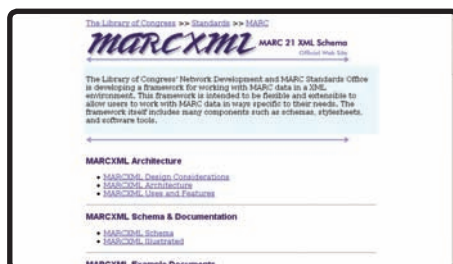 The Library of Congress >> Standards >> MARC
MARCXML MARC 21 XML Schema
Official Web Site
The Library of Congress' Network Development and MARC Standards Office
is developing a framework for working with MARC data in a XML
environment. This framework is intended to be flexible and extensible to
allow users to work with MARC data in ways specific to their needs. The
framework itself includes many components such as schemas, stylesheets,
and software tools.
MARCXML Architecture
• MARCXML Design Considerations
• MARCXML Architecture
• MARCXML Uses and Features
MARCXML Schema & Documentation
• MARCXML Schema
• MARCXML Illustrated
MARCXML Example Documents